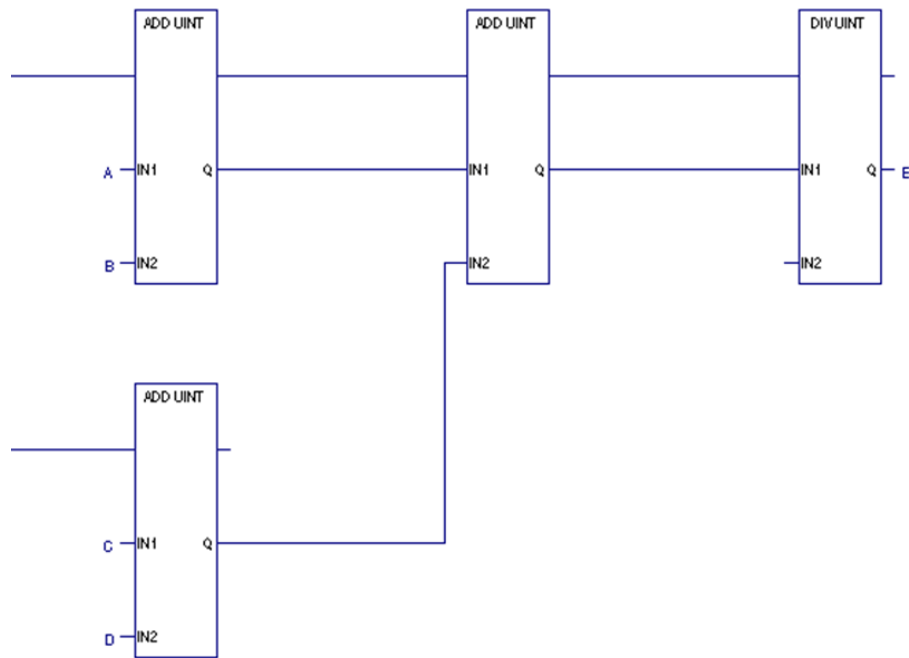 ADD UINT ADD UINT DIV UINT
A IN1 Q IN1 Q IN1 Q E
B IN2 IN2 IN2
ADD UINT
C IN1 Q
D IN2